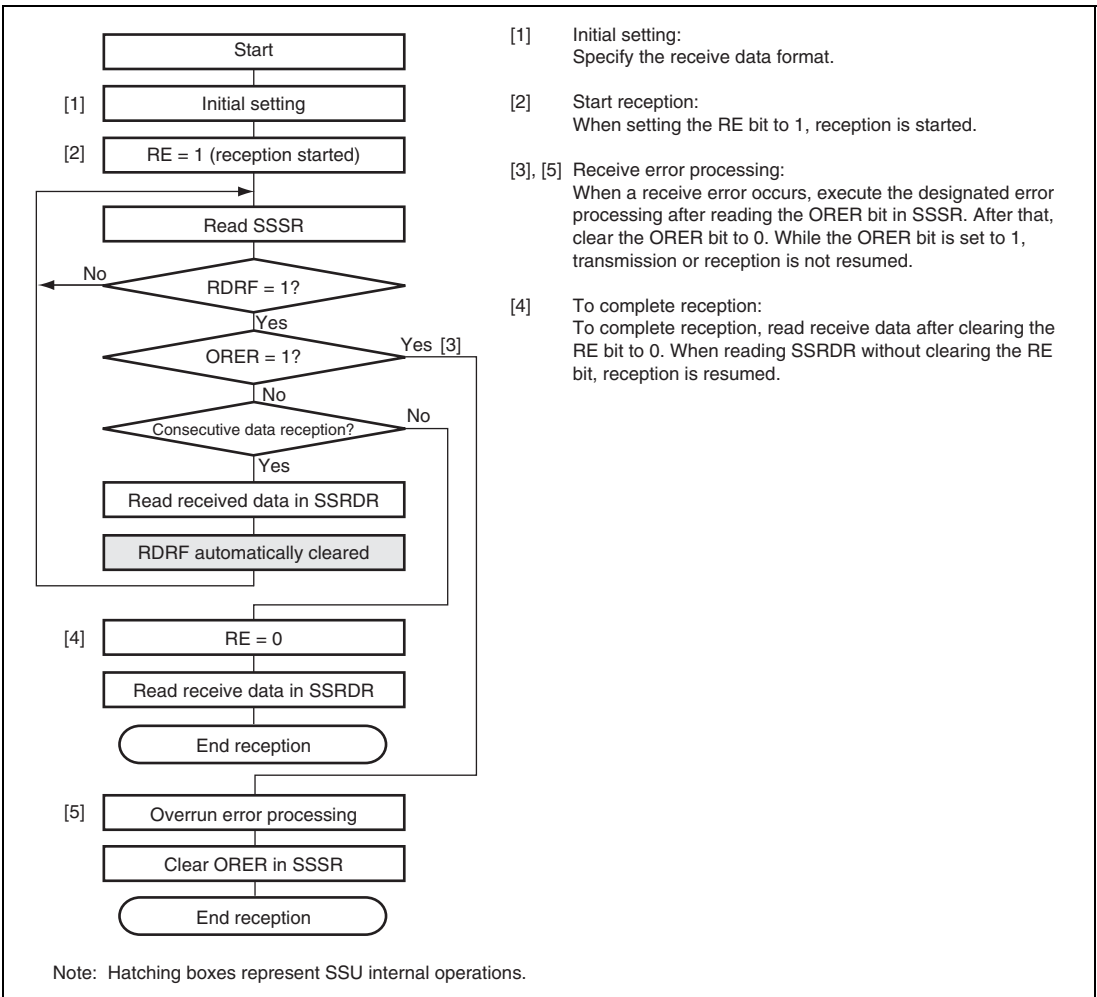 Start
[1] Initial setting
[2] RE = 1 (reception started)
Read SSSR
No
RDRF = 1?
Yes
ORER = 1?
Yes [3]
No
Consecutive data reception?
No
Yes
Read received data in SSRDR
RDRF automatically cleared
[4] RE = 0
Read receive data in SSRDR
End reception
[5] Overrun error processing
Clear ORER in SSSR
End reception
[1] Initial setting:
Specify the receive data format.
[2] Start reception:
When setting the RE bit to 1, reception is started.
[3], [5] Receive error processing:
When a receive error occurs, execute the designated error
processing after reading the ORER bit in SSSR. After that,
clear the ORER bit to 0. While the ORER bit is set to 1,
transmission or reception is not resumed.
[4] To complete reception:
To complete reception, read receive data after clearing the
RE bit to 0. When reading SSRDR without clearing the RE
bit, reception is resumed.
Note: Hatching boxes represent SSU internal operations.